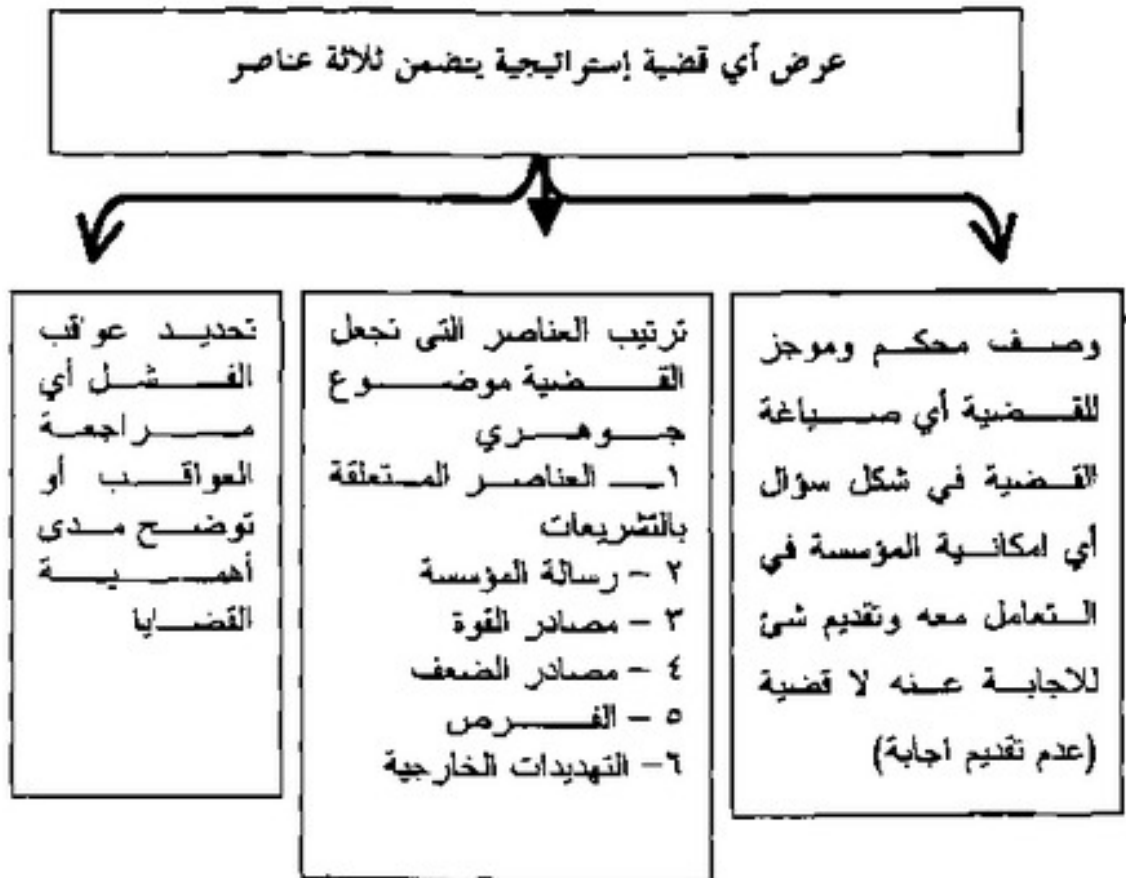 عرض أي قضية إستراتيجية يتضمن ثلاثة عناصر
وصف محكم وموجز
للقضية أي صياغة
القضية في شكل سؤال
أي امكانية المؤسسة في
التعامل معه وتقديم شئ
للاجابة عنه لا قضية
(عدم تقديم اجابة)
ترتيب العناصر التى تجعل
القضية موضوع
جوهري
١ــ العناصر المتعلقة
بالتشريعات
٢ - رسالة المؤسسة
٣ - مصادر القوة
٤ - مصادر الضعف
٥ - الفرص
٦- التهديدات الخارجية
تحديد عواقب
الفشل أي
مراجعة
العواقب أو
توضح مدى
أهمية
القضايا